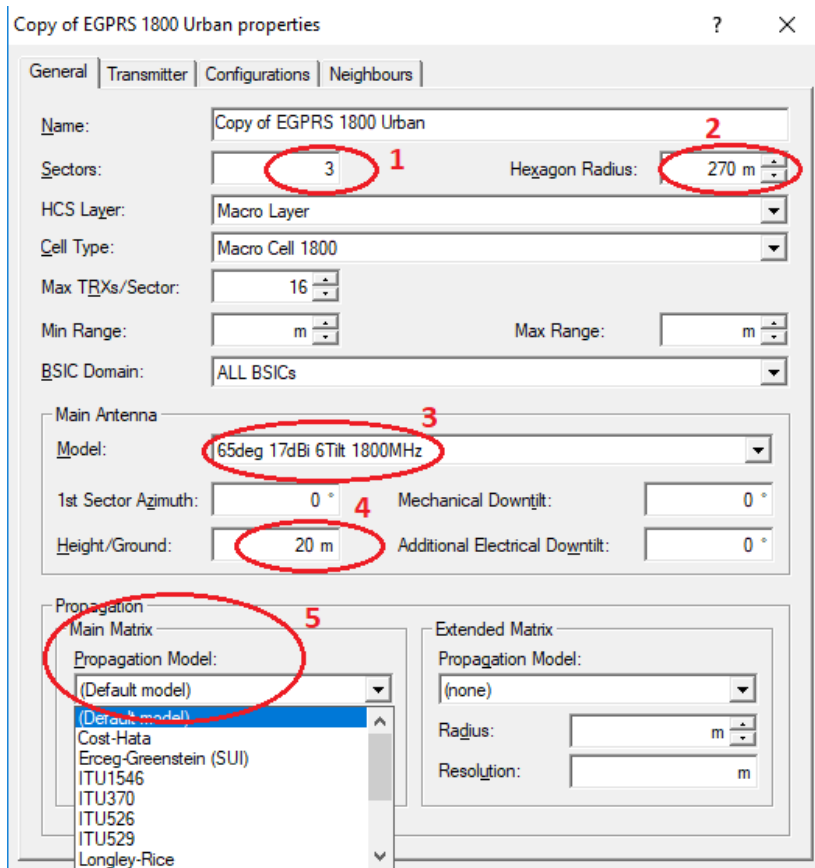 Copy of EGPRS 1800 Urban properties ?
General Transmitter Configurations Neighbours
Name: Copy of EGPRS 1800 Urban
2
Sectors: 3 1 Hexagon Radius: 270 m
HCS Layer: Macro Layer
Cell Type: Macro Cell 1800
Max TRXs/Sector: 16
Min Range: m Max Range: m
BSIC Domain: ALL BSICs
Main Antenna
3
Model: 65deg 17dBi 6Tilt 1800MHz
1st Sector Azimuth: 0 ° 4 Mechanical Downtilt: 0 °
Height/Ground: 20 m Additional Electrical Downtilt: 0 °
Propagation
5
Main Matrix Extended Matrix
Propagation Model: Propagation Model:
(Default model) (none)
(Default model)
Cost-Hata Radius: m
Erceg-Greenstein (SUI)
ITU1546 Resolution: m
ITU370
ITU526
ITU529
Longley-Rice